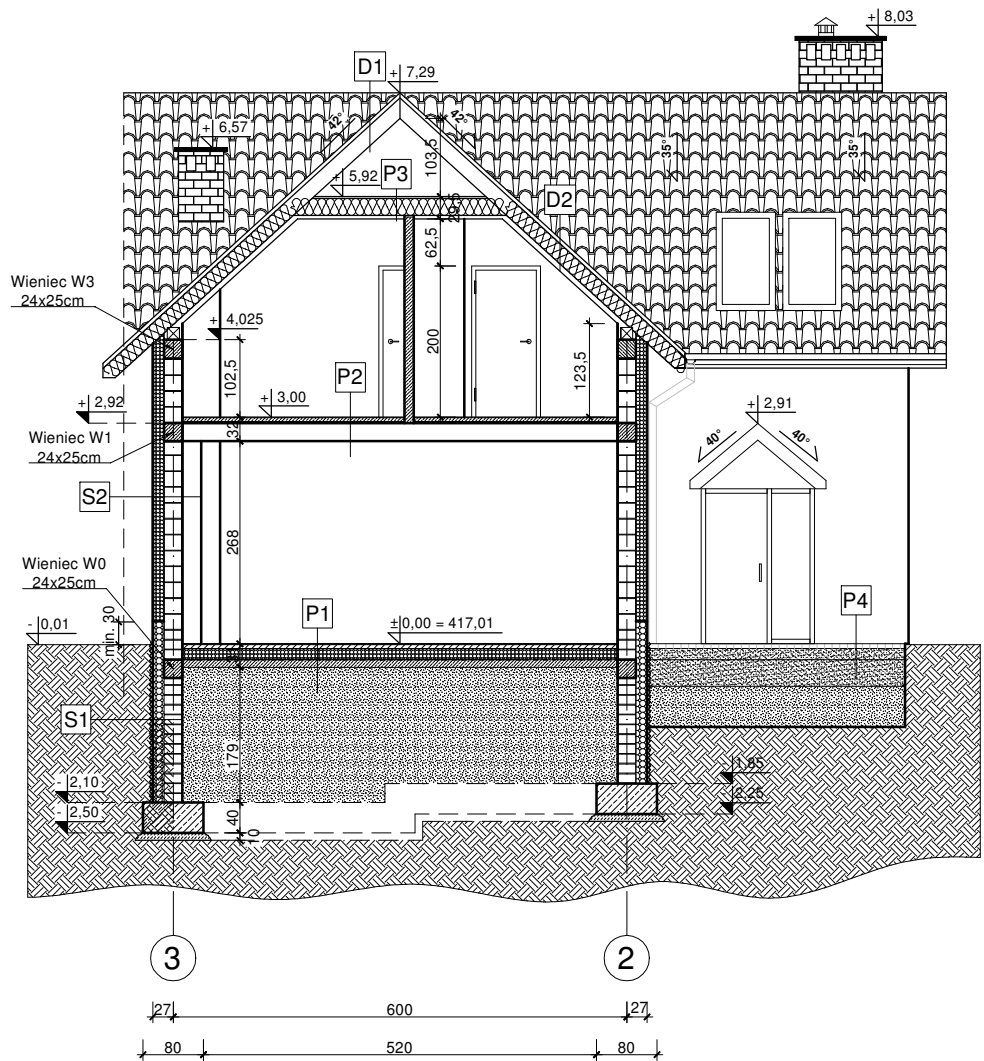 + 8,03
D1
+ 7,29
42°
42°
+ 6,57
103,5
35°
35°
+ 5,92
P3
29,5
D2
62,5
Wieniec W3
24x25cm
+ 4,025
200
102,5
123,5
P2
+ 3,00
+ 2,92
+ 2,91
32
Wieniec W1
24x25cm
40°
40°
S2
268
Wieniec W0
24x25cm
min. 30
P1
P4
- 0,01
±0,00 = 417,01
S1
179
- 2,10
- 1,85
- 2,50
- 2,25
40
10
3
2
27
600
27
80
520
80